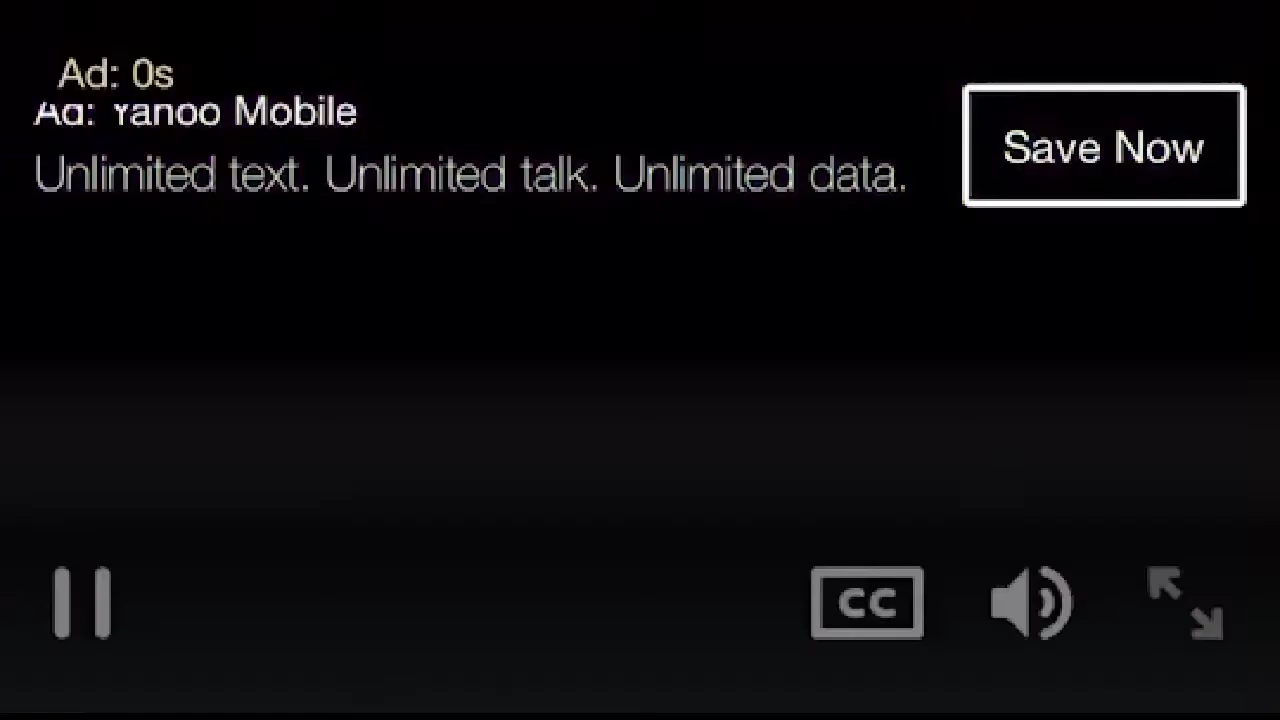 Ad: 0s
Ad: Yahoo Mobile
Save Now
Unlimited text. Unlimited talk. Unlimited data.
CC